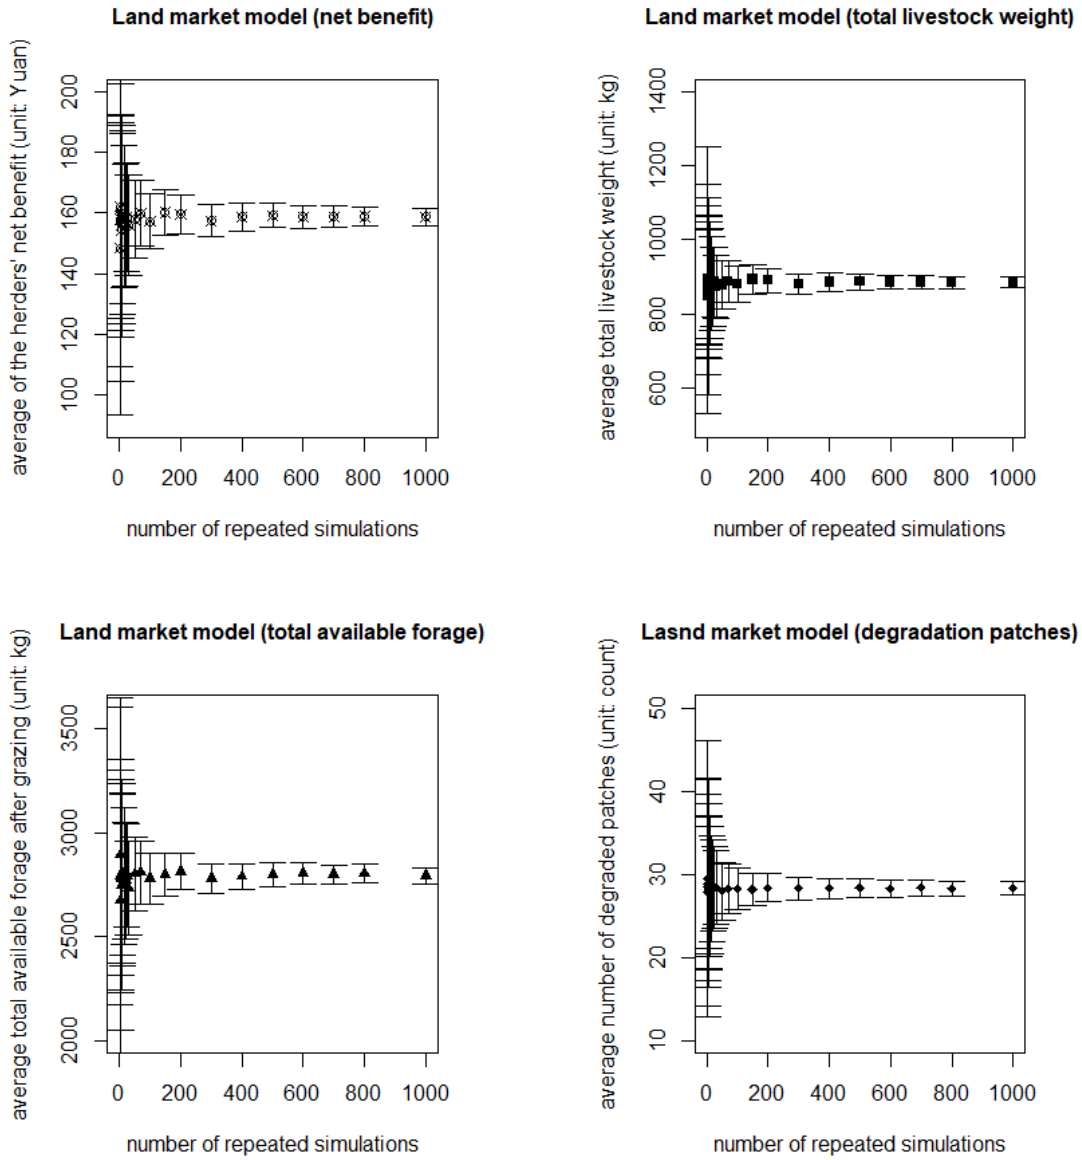 Land market model (net benefit)
average of the herders' net benefit (unit: Yuan)
200
180
160
140
120
100
0 200 400 600 800 1000
number of repeated simulations
Land market model (total livestock weight)
average total livestock weight (unit: kg)
1400
1200
1000
800
600
0 200 400 600 800 1000
number of repeated simulations
Land market model (total available forage)
average total available forage after grazing (unit: kg)
3500
3000
2500
2000
0 200 400 600 800 1000
number of repeated simulations
Lasnd market model (degradation patches)
average number of degraded patches (unit: count)
50
40
30
20
10
0 200 400 600 800 1000
number of repeated simulations